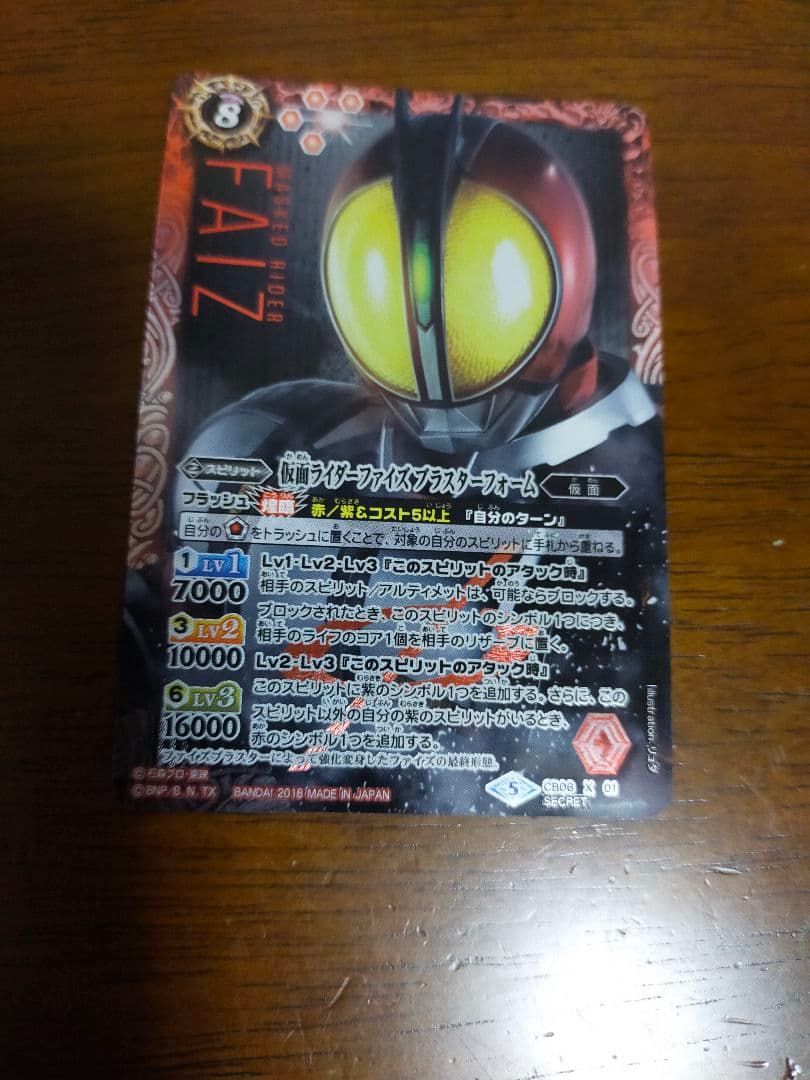 8
MASKED RIDER
FAIZ
スピリット
仮面ライダーファイズ ブラスターフォーム
仮面
フラッシュ 煌臨 赤/紫&コスト5以上 『自分のターン』
自分の をトラッシュに置くことで、対象の自分のスピリットに手札から重ねる。
1 LV1 7000
Lv1・Lv2・Lv3『このスピリットのアタック時』
相手のスピリット/アルティメットは、可能ならブロックする。
ブロックされたとき、このスピリットのシンボル1つにつき、
相手のライフのコア1個を相手のリザーブに置く。
3 LV2 10000
Lv2・Lv3『このスピリットのアタック時』
このスピリットに紫のシンボル1つを追加する。さらに、この
スピリット以外の自分の紫のスピリットがいるとき、
赤のシンボル1つを追加する。
6 LV3 16000
ファイズブラスターによって強化変身したファイズの最終形態。
Illustration:リュダ
©石森プロ・東映
©BNP/S, N, TX BANDAI 2018 MADE IN JAPAN
5 CB06 X 01
SECRET